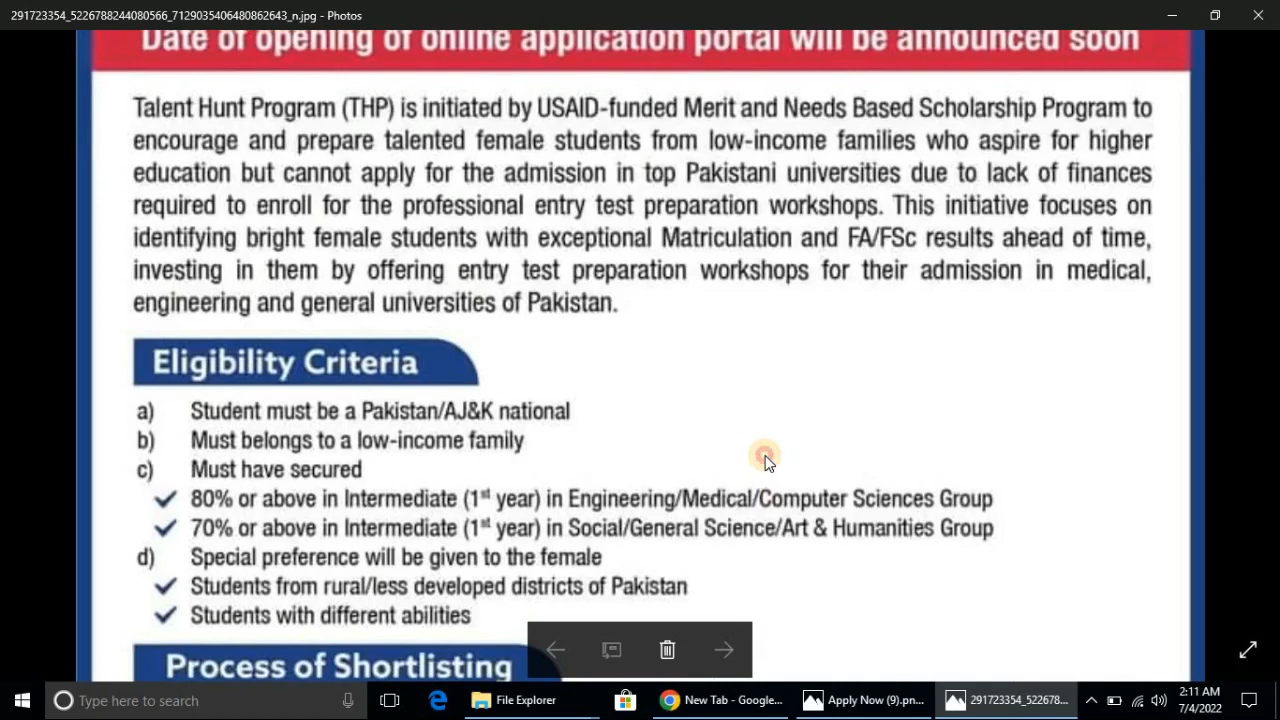 291723354_5226788244080566_7129035406480862643_n.jpg - Photos
Date of opening of online application portal will be announced soon
Talent Hunt Program (THP) is initiated by USAID-funded Merit and Needs Based Scholarship Program to
encourage and prepare talented female students from low-income families who aspire for higher
education but cannot apply for the admission in top Pakistani universities due to lack of finances
required to enroll for the professional entry test preparation workshops. This initiative focuses on
identifying bright female students with exceptional Matriculation and FA/FSc results ahead of time,
investing in them by offering entry test preparation workshops for their admission in medical,
engineering and general universities of Pakistan.
Eligibility Criteria
a) Student must be a Pakistan/AJ&K national
b) Must belongs to a low-income family
c) Must have secured
✓ 80% or above in Intermediate (1st year) in Engineering/Medical/Computer Sciences Group
✓ 70% or above in Intermediate (1st year) in Social/General Science/Art & Humanities Group
d) Special preference will be given to the female
✓ Students from rural/less developed districts of Pakistan
✓ Students with different abilities
Process of Shortlisting
Type here to search
File Explorer
New Tab - Google...
Apply Now (9).pn...
291723354_522678...
2:11 AM
7/4/2022